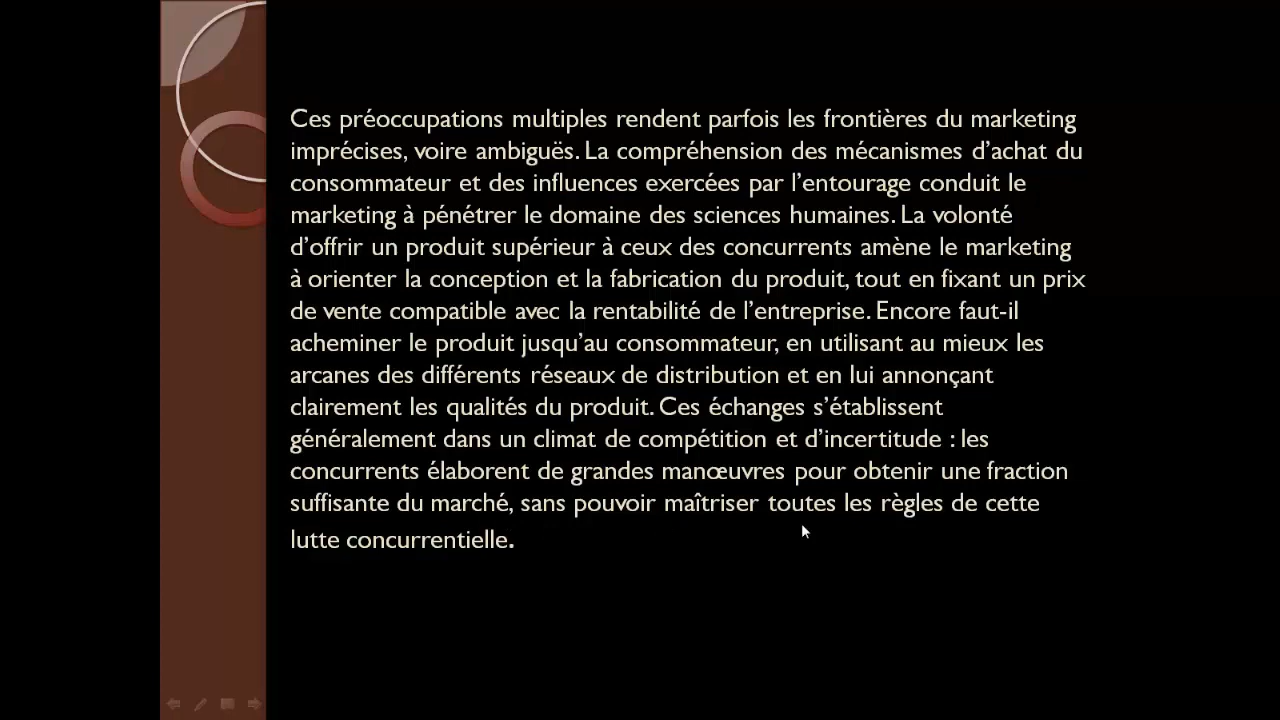 Ces préoccupations multiples rendent parfois les frontières du marketing
imprécises, voire ambiguës. La compréhension des mécanismes d’achat du
consommateur et des influences exercées par l’entourage conduit le
marketing à pénétrer le domaine des sciences humaines. La volonté
d’offrir un produit supérieur à ceux des concurrents amène le marketing
à orienter la conception et la fabrication du produit, tout en fixant un prix
de vente compatible avec la rentabilité de l’entreprise. Encore faut-il
acheminer le produit jusqu’au consommateur, en utilisant au mieux les
arcanes des différents réseaux de distribution et en lui annonçant
clairement les qualités du produit. Ces échanges s’établissent
généralement dans un climat de compétition et d’incertitude : les
concurrents élaborent de grandes manœuvres pour obtenir une fraction
suffisante du marché, sans pouvoir maîtriser toutes les règles de cette
lutte concurrentielle.